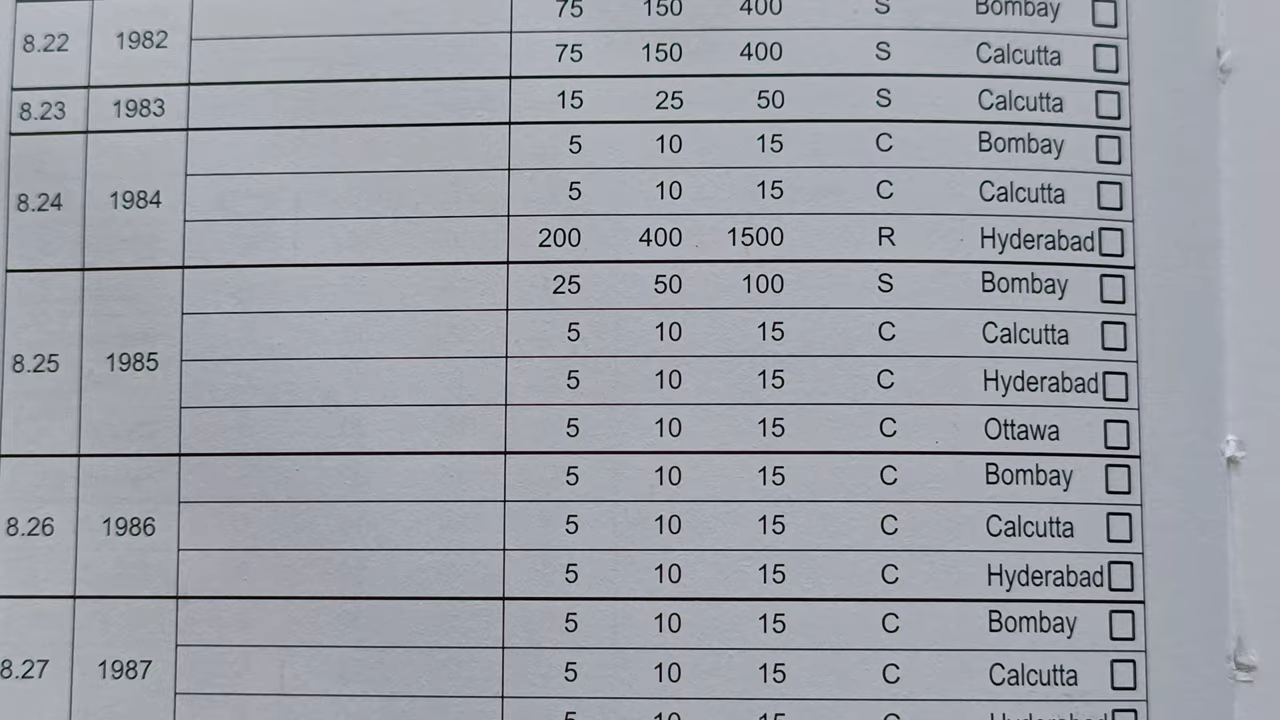 75 150 400 S Bombay
8.22 1982
75 150 400 S Calcutta
8.23 1983 15 25 50 S Calcutta
5 10 15 C Bombay
8.24 1984 5 10 15 C Calcutta
200 400 1500 R Hyderabad
25 50 100 S Bombay
5 10 15 C Calcutta
8.25 1985
5 10 15 C Hyderabad
5 10 15 C Ottawa
5 10 15 C Bombay
8.26 1986 5 10 15 C Calcutta
5 10 15 C Hyderabad
5 10 15 C Bombay
8.27 1987 5 10 15 C Calcutta
5 10 15 C Hyderabad